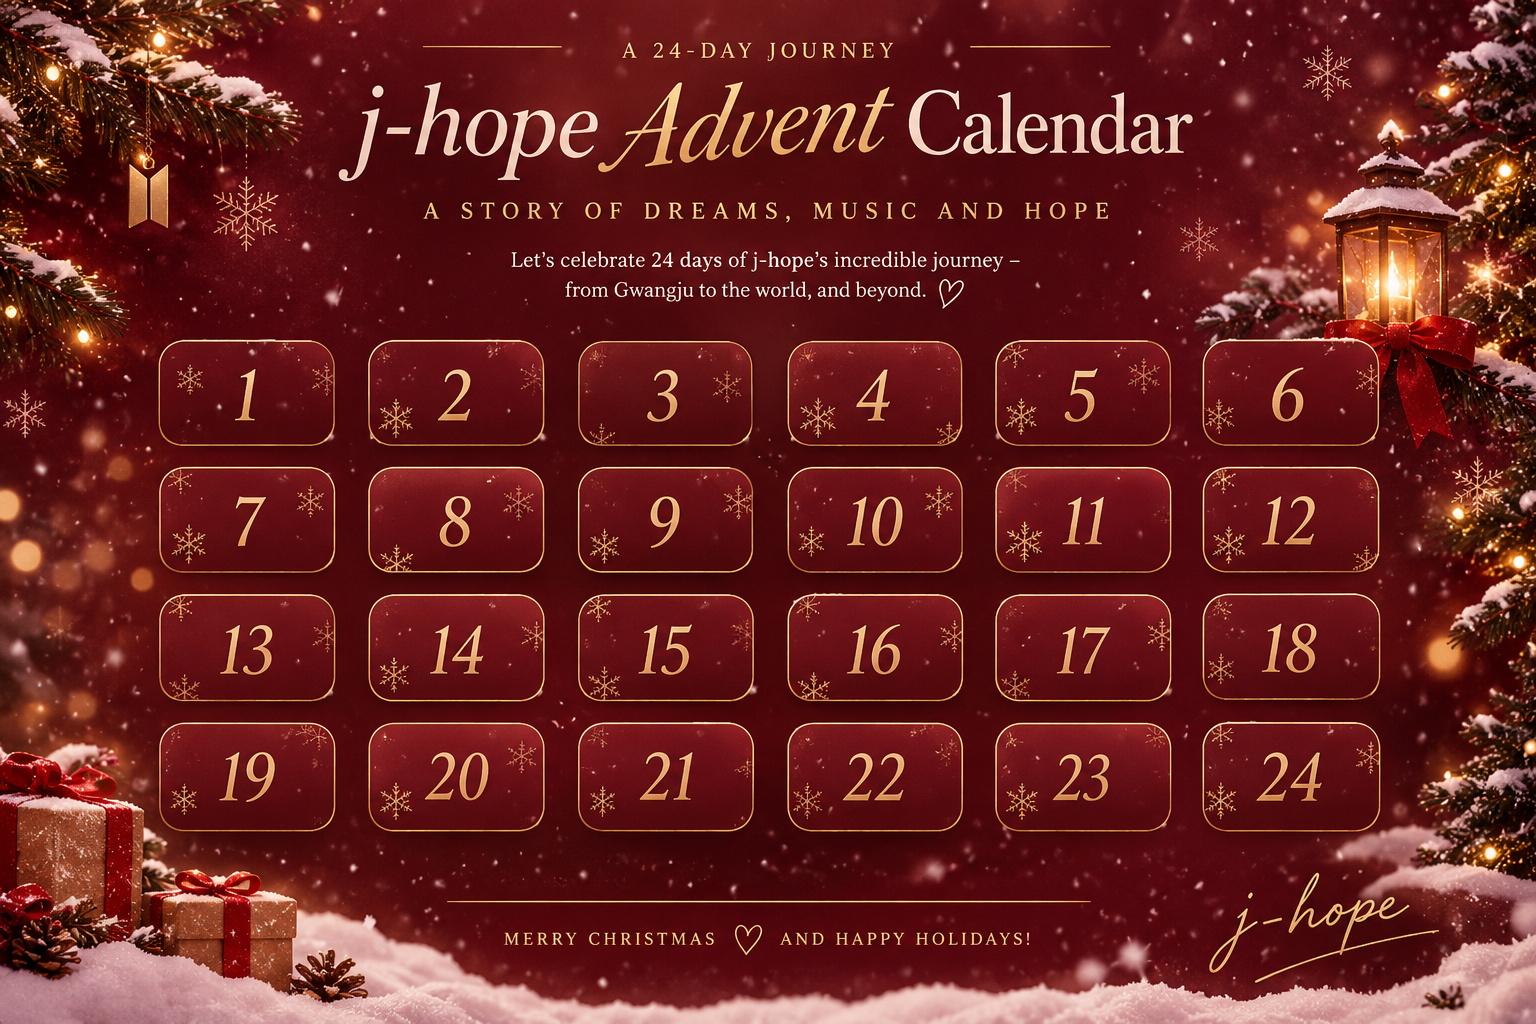 A 24-DAY JOURNEY
j-hope Advent Calendar
A STORY OF DREAMS, MUSIC AND HOPE
Let's celebrate 24 days of j-hope's incredible journey –
from Gwangju to the world, and beyond. ♡
1 2 3 4 5 6
7 8 9 10 11 12
13 14 15 16 17 18
19 20 21 22 23 24
MERRY CHRISTMAS ♡ AND HAPPY HOLIDAYS!
j-hope